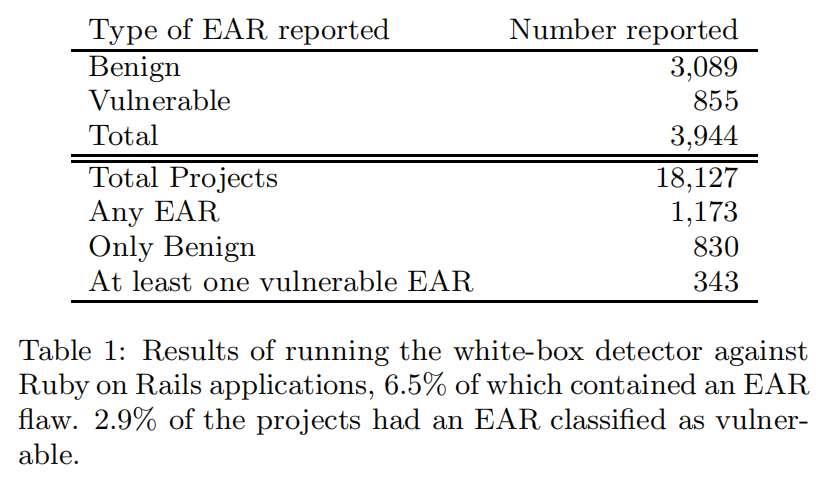 Type of EAR reported Number reported
Benign 3,089
Vulnerable 855
Total 3,944
Total Projects 18,127
Any EAR 1,173
Only Benign 830
At least one vulnerable EAR 343
Table 1: Results of running the white-box detector against
Ruby on Rails applications, 6.5% of which contained an EAR
flaw. 2.9% of the projects had an EAR classified as vulner-
able.